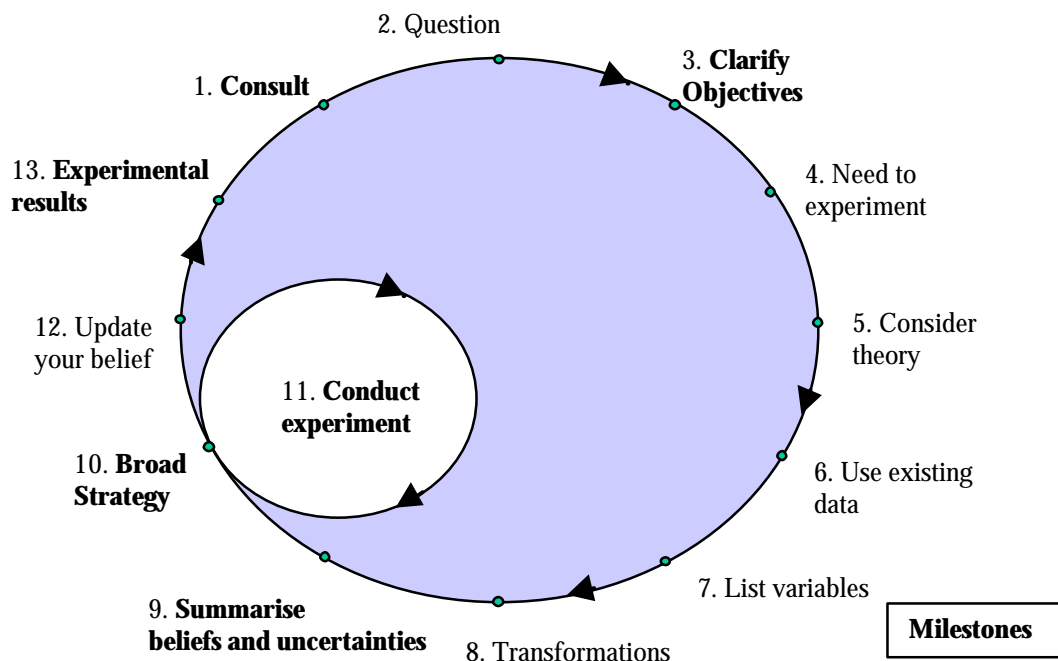 1. Consult
2. Question
3. Clarify
Objectives
4. Need to
experiment
5. Consider
theory
6. Use existing
data
7. List variables
8. Transformations
9. Summarise
beliefs and uncertainties
10. Broad
Strategy
11. Conduct
experiment
12. Update
your belief
13. Experimental
results
Milestones